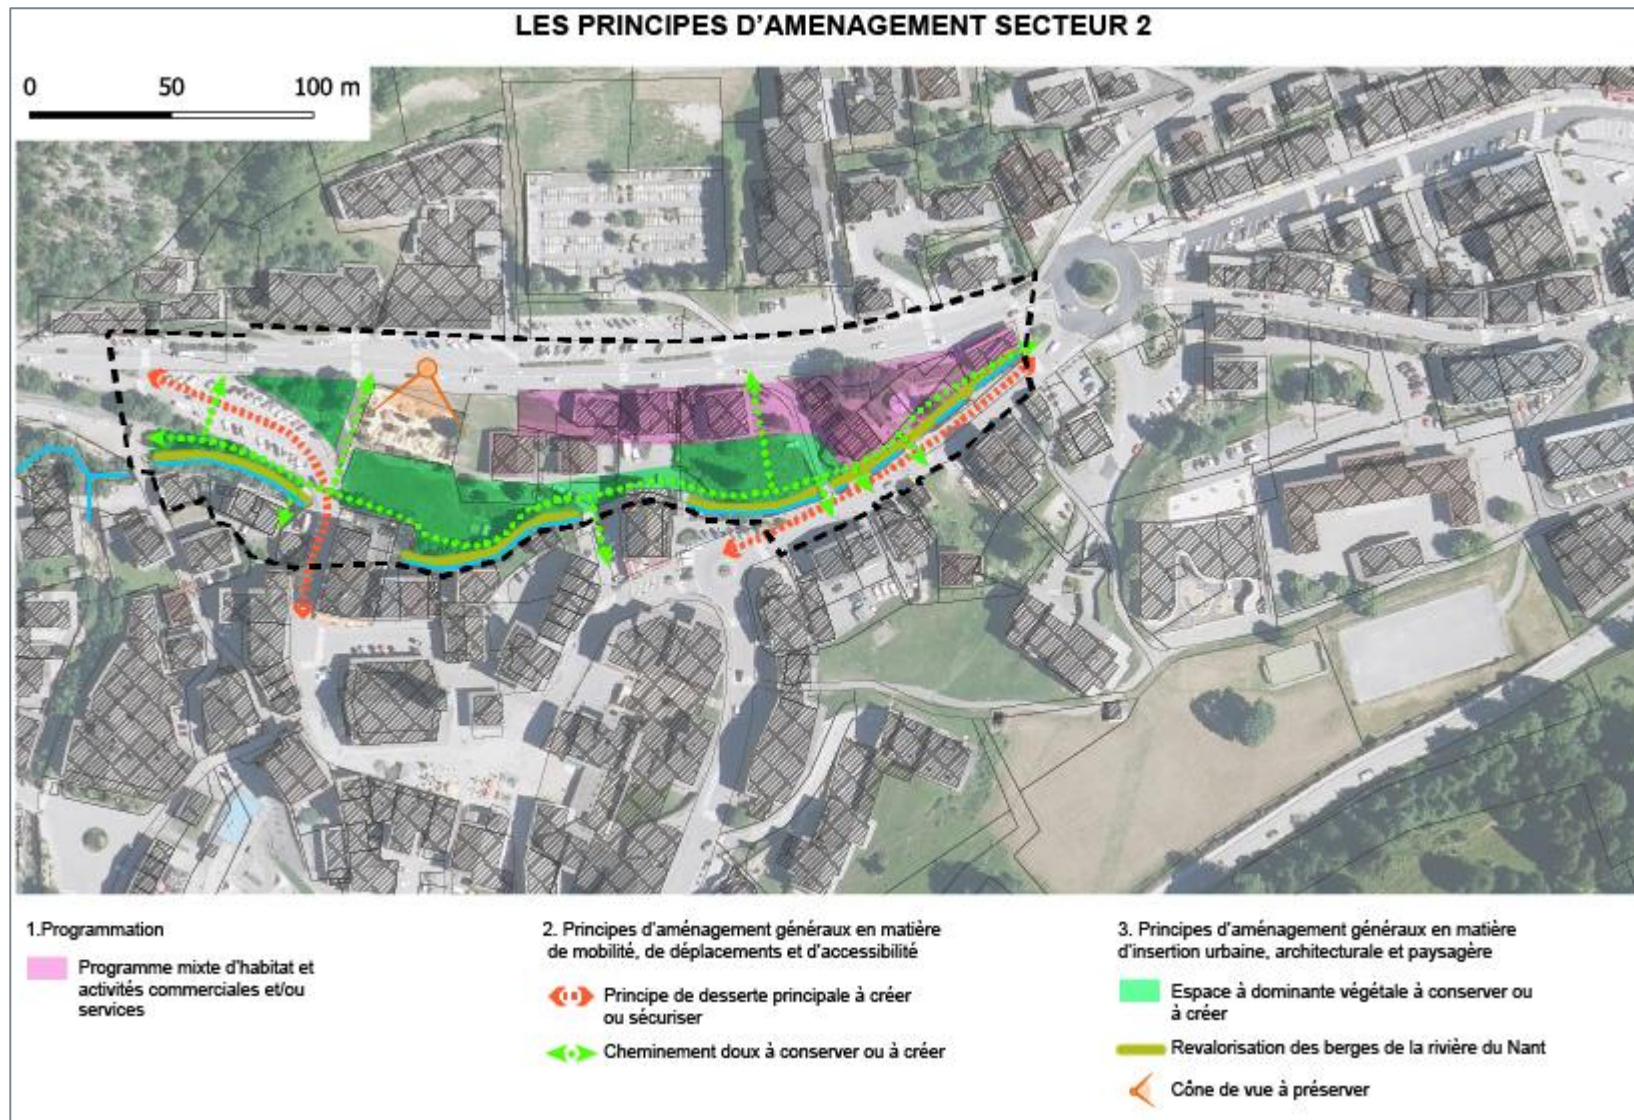 LES PRINCIPES D'AMENAGEMENT SECTEUR 2
0 50 100 m
1.Programmation
Programme mixte d'habitat et
activités commerciales et/ou
services
2. Principes d'aménagement généraux en matière
de mobilité, de déplacements et d'accessibilité
Principe de desserte principale à créer
ou sécuriser
Cheminement doux à conserver ou à créer
3. Principes d'aménagement généraux en matière
d'insertion urbaine, architecturale et paysagère
Espace à dominante végétale à conserver ou
à créer
Revalorisation des berges de la rivière du Nant
Cône de vue à préserver